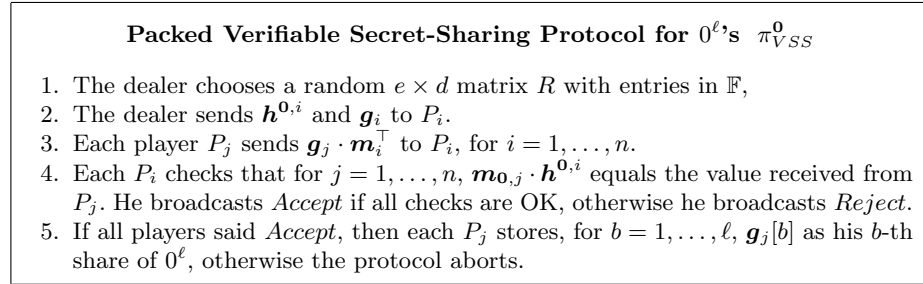 Packed Verifiable Secret-Sharing Protocol for 0^ℓ's π^𝟎_{VSS}
1. The dealer chooses a random e × d matrix R with entries in 𝔽,
2. The dealer sends 𝒉^{𝟎,i} and 𝒈_i to P_i.
3. Each player P_j sends 𝒈_j · 𝒎_i^⊤ to P_i, for i = 1, . . . , n.
4. Each P_i checks that for j = 1, . . . , n, 𝒎_{𝟎,j} · 𝒉^{𝟎,i} equals the value received from
P_j. He broadcasts Accept if all checks are OK, otherwise he broadcasts Reject.
5. If all players said Accept, then each P_j stores, for b = 1, . . . , ℓ, 𝒈_j[b] as his b-th
share of 0^ℓ, otherwise the protocol aborts.